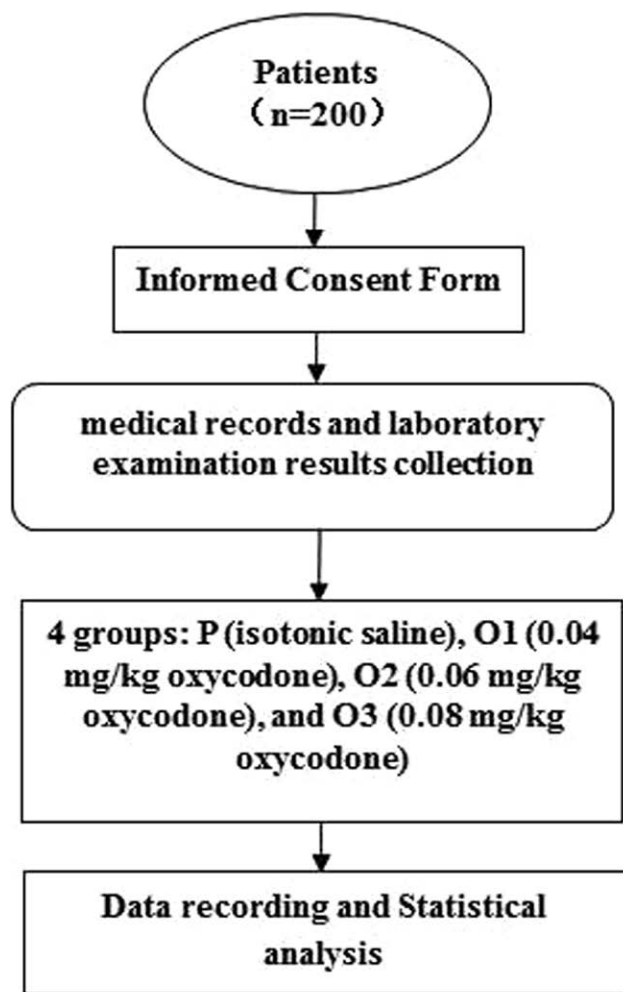 Patients
（n=200）
Informed Consent Form
medical records and laboratory
examination results collection
4 groups: P (isotonic saline), O1 (0.04
mg/kg oxycodone), O2 (0.06 mg/kg
oxycodone), and O3 (0.08 mg/kg
oxycodone)
Data recording and Statistical
analysis